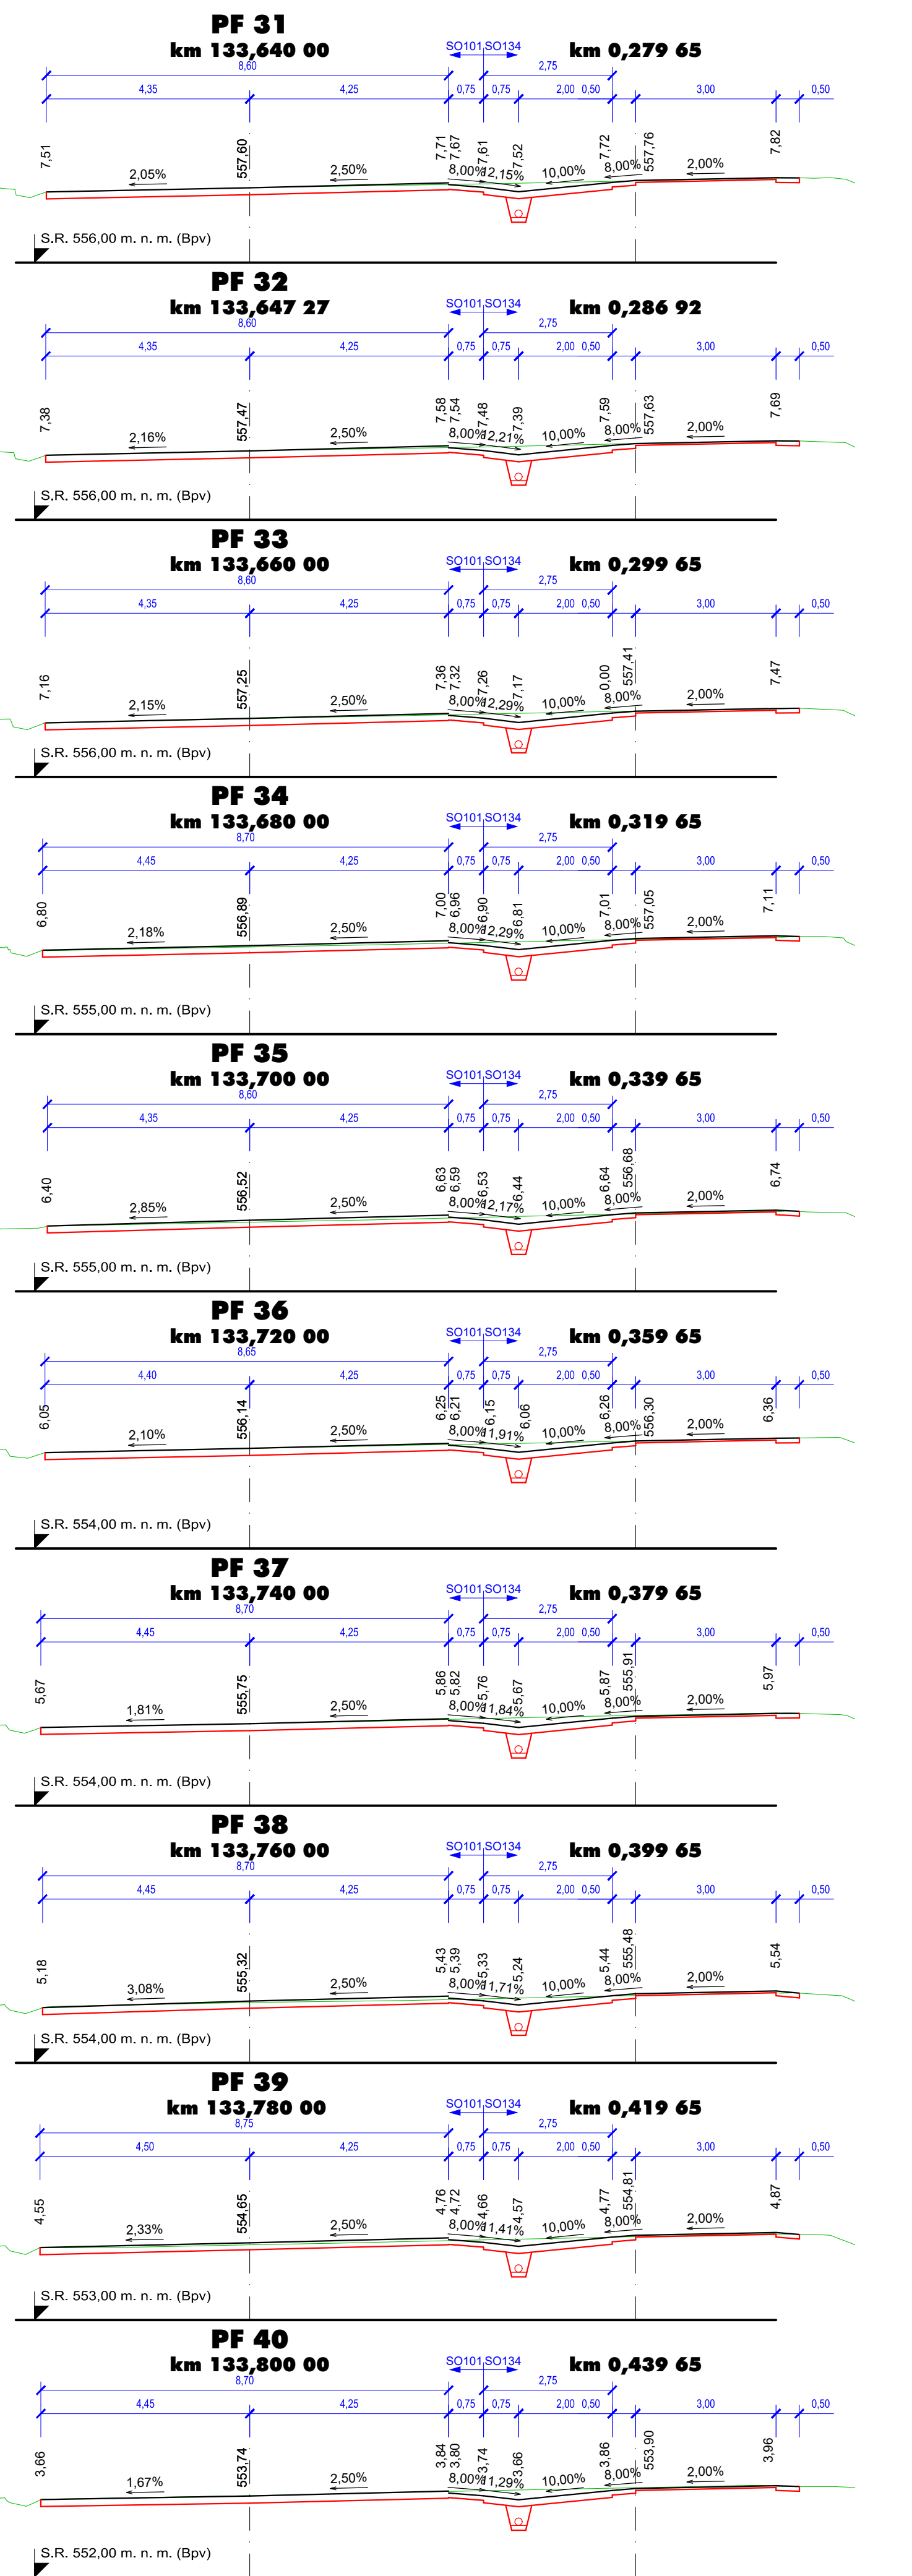 PF 31
km 133,640 00 km 0,279 65
SO101 SO134
8,60 2,75
4,35 4,25 0,75 0,75 2,00 0,50 3,00 0,50
7,51 557,60 7,71 7,67 7,61 7,52 7,72 557,76 7,82
2,05% 2,50% 8,00% 12,15% 10,00% 8,00% 2,00%
S.R. 556,00 m. n. m. (Bpv)
PF 32
km 133,647 27 km 0,286 92
SO101 SO134
8,60 2,75
4,35 4,25 0,75 0,75 2,00 0,50 3,00 0,50
7,38 557,47 7,58 7,54 7,48 7,39 7,59 557,63 7,69
2,16% 2,50% 8,00% 12,21% 10,00% 8,00% 2,00%
S.R. 556,00 m. n. m. (Bpv)
PF 33
km 133,660 00 km 0,299 65
SO101 SO134
8,60 2,75
4,35 4,25 0,75 0,75 2,00 0,50 3,00 0,50
7,16 557,25 7,36 7,32 7,26 7,17 0,00 557,41 7,47
2,15% 2,50% 8,00% 12,29% 10,00% 8,00% 2,00%
S.R. 556,00 m. n. m. (Bpv)
PF 34
km 133,680 00 km 0,319 65
SO101 SO134
8,70 2,75
4,45 4,25 0,75 0,75 2,00 0,50 3,00 0,50
6,80 556,89 7,00 6,96 6,90 6,81 7,01 557,05 7,11
2,18% 2,50% 8,00% 12,29% 10,00% 8,00% 2,00%
S.R. 555,00 m. n. m. (Bpv)
PF 35
km 133,700 00 km 0,339 65
SO101 SO134
8,60 2,75
4,35 4,25 0,75 0,75 2,00 0,50 3,00 0,50
6,40 556,52 6,63 6,59 6,53 6,44 6,64 556,68 6,74
2,85% 2,50% 8,00% 12,17% 10,00% 8,00% 2,00%
S.R. 555,00 m. n. m. (Bpv)
PF 36
km 133,720 00 km 0,359 65
SO101 SO134
8,65 2,75
4,40 4,25 0,75 0,75 2,00 0,50 3,00 0,50
6,05 556,14 6,25 6,21 6,15 6,06 6,26 556,30 6,36
2,10% 2,50% 8,00% 11,91% 10,00% 8,00% 2,00%
S.R. 554,00 m. n. m. (Bpv)
PF 37
km 133,740 00 km 0,379 65
SO101 SO134
8,70 2,75
4,45 4,25 0,75 0,75 2,00 0,50 3,00 0,50
5,67 555,75 5,86 5,82 5,76 5,67 5,87 555,91 5,97
1,81% 2,50% 8,00% 11,84% 10,00% 8,00% 2,00%
S.R. 554,00 m. n. m. (Bpv)
PF 38
km 133,760 00 km 0,399 65
SO101 SO134
8,70 2,75
4,45 4,25 0,75 0,75 2,00 0,50 3,00 0,50
5,18 555,32 5,43 5,39 5,33 5,24 5,44 555,48 5,54
3,08% 2,50% 8,00% 11,71% 10,00% 8,00% 2,00%
S.R. 554,00 m. n. m. (Bpv)
PF 39
km 133,780 00 km 0,419 65
SO101 SO134
8,75 2,75
4,50 4,25 0,75 0,75 2,00 0,50 3,00 0,50
4,55 554,65 4,76 4,72 4,66 4,57 4,77 554,81 4,87
2,33% 2,50% 8,00% 11,41% 10,00% 8,00% 2,00%
S.R. 553,00 m. n. m. (Bpv)
PF 40
km 133,800 00 km 0,439 65
SO101 SO134
8,70 2,75
4,45 4,25 0,75 0,75 2,00 0,50 3,00 0,50
3,66 553,74 3,84 3,80 3,74 3,66 3,86 553,90 3,96
1,67% 2,50% 8,00% 11,29% 10,00% 8,00% 2,00%
S.R. 552,00 m. n. m. (Bpv)